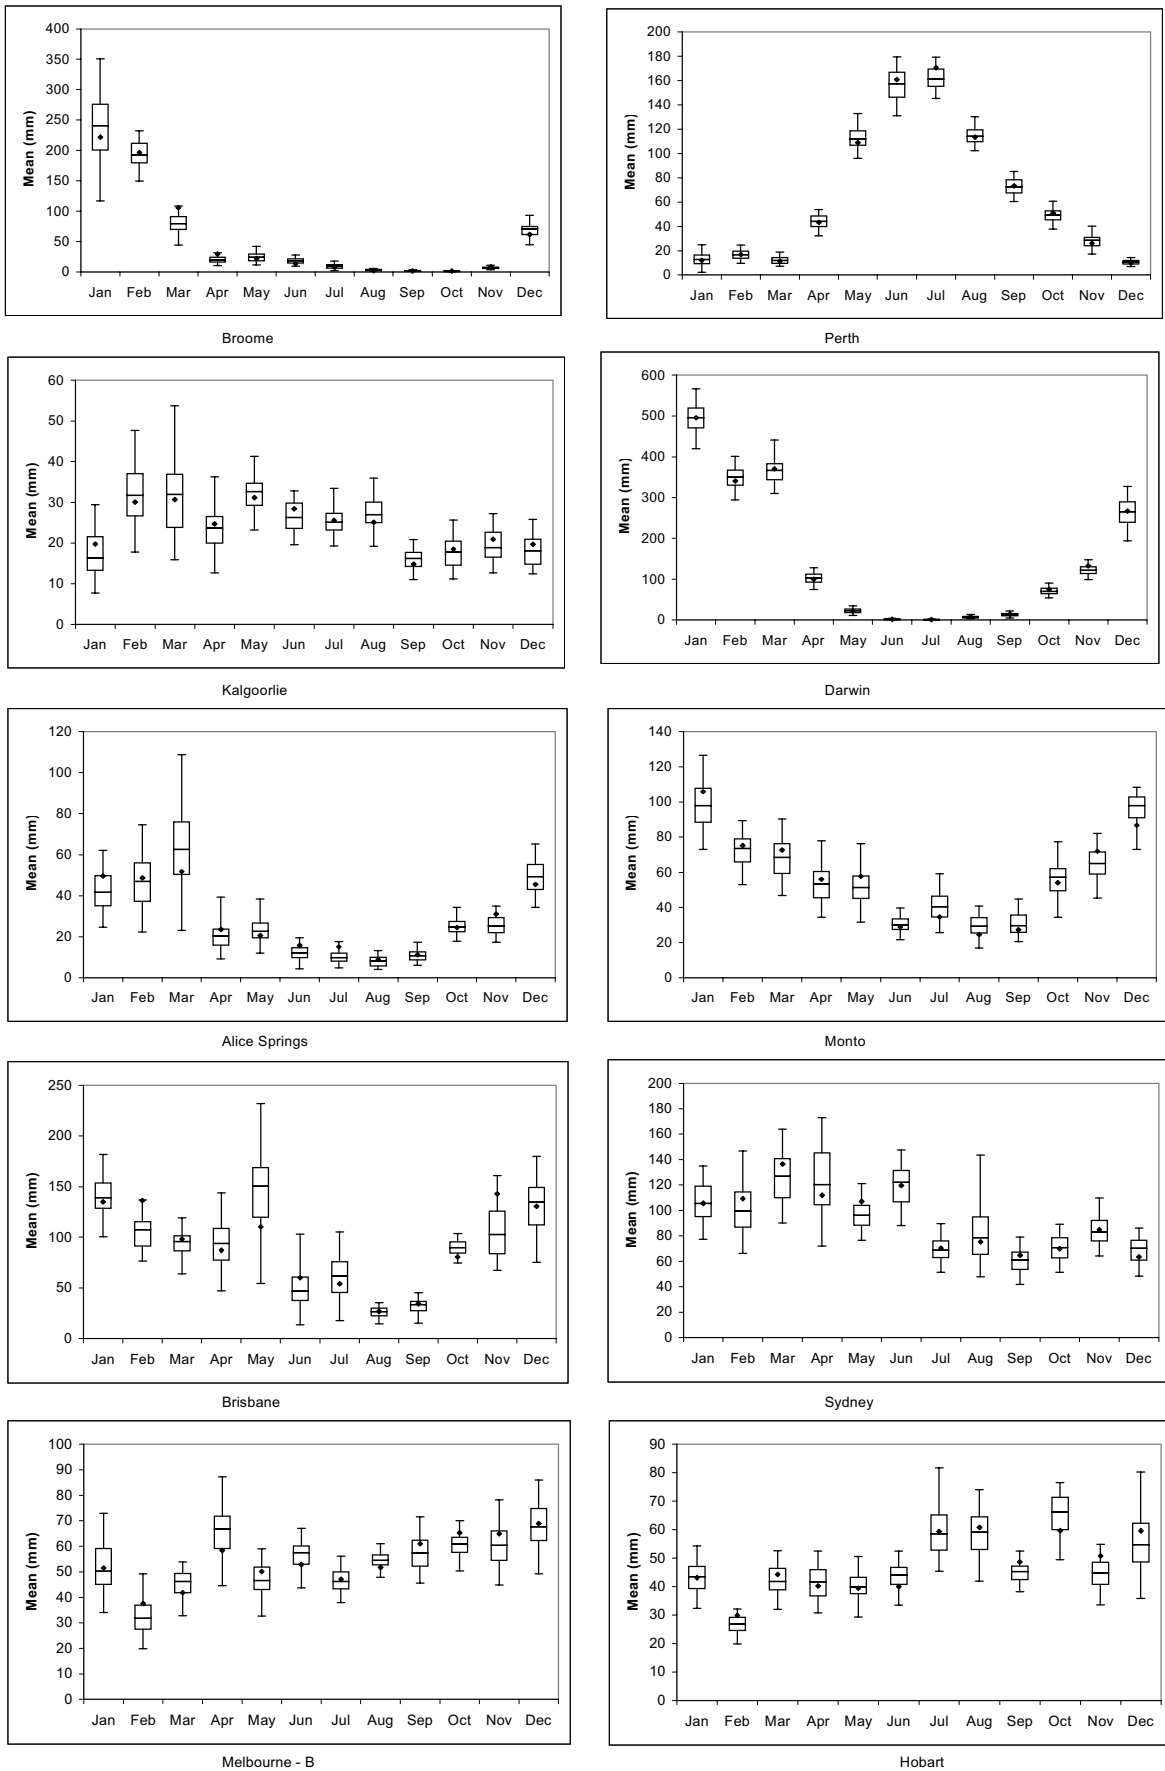 400
350
300
250
200
150
100
50
0
Mean (mm)
Jan Feb Mar Apr May Jun Jul Aug Sep Oct Nov Dec
Broome
200
180
160
140
120
100
80
60
40
20
0
Mean (mm)
Jan Feb Mar Apr May Jun Jul Aug Sep Oct Nov Dec
Perth
60
50
40
30
20
10
0
Mean (mm)
Jan Feb Mar Apr May Jun Jul Aug Sep Oct Nov Dec
Kalgoorlie
600
500
400
300
200
100
0
Mean (mm)
Jan Feb Mar Apr May Jun Jul Aug Sep Oct Nov Dec
Darwin
120
100
80
60
40
20
0
Mean (mm)
Jan Feb Mar Apr May Jun Jul Aug Sep Oct Nov Dec
Alice Springs
140
120
100
80
60
40
20
0
Mean (mm)
Jan Feb Mar Apr May Jun Jul Aug Sep Oct Nov Dec
Monto
250
200
150
100
50
0
Mean (mm)
Jan Feb Mar Apr May Jun Jul Aug Sep Oct Nov Dec
Brisbane
200
180
160
140
120
100
80
60
40
20
0
Mean (mm)
Jan Feb Mar Apr May Jun Jul Aug Sep Oct Nov Dec
Sydney
100
90
80
70
60
50
40
30
20
10
0
Mean (mm)
Jan Feb Mar Apr May Jun Jul Aug Sep Oct Nov Dec
Melbourne - B
90
80
70
60
50
40
30
20
10
0
Mean (mm)
Jan Feb Mar Apr May Jun Jul Aug Sep Oct Nov Dec
Hobart